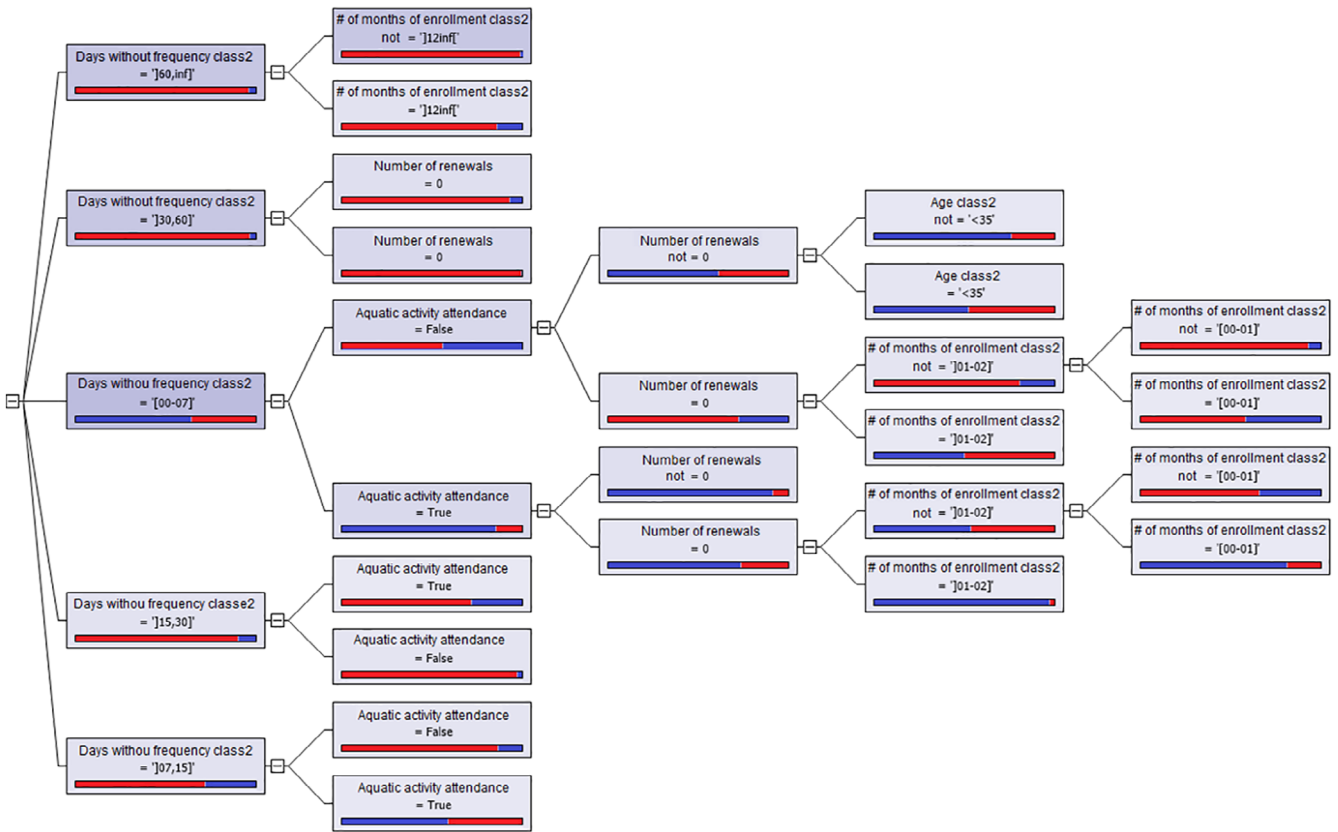 Days without frequency class2
= ']60,inf]'
# of months of enrollment class2
not = ']12inf['
# of months of enrollment class2
= ']12inf['
Days without frequency class2
= ']30,60]'
Number of renewals
= 0
Number of renewals
= 0
Days withou frequency class2
= '[00-07]'
Aquatic activity attendance
= False
Number of renewals
not = 0
Age class2
not = '<35'
Age class2
= '<35'
Number of renewals
= 0
# of months of enrollment class2
not = ']01-02]'
# of months of enrollment class2
not = '[00-01]'
# of months of enrollment class2
= '[00-01]'
# of months of enrollment class2
= ']01-02]'
Aquatic activity attendance
= True
Number of renewals
not = 0
Number of renewals
= 0
# of months of enrollment class2
not = ']01-02]'
# of months of enrollment class2
not = '[00-01]'
# of months of enrollment class2
= '[00-01]'
# of months of enrollment class2
= ']01-02]'
Days withou frequency classe2
= ']15,30]'
Aquatic activity attendance
= True
Aquatic activity attendance
= False
Days withou frequency class2
= ']07,15]'
Aquatic activity attendance
= False
Aquatic activity attendance
= True